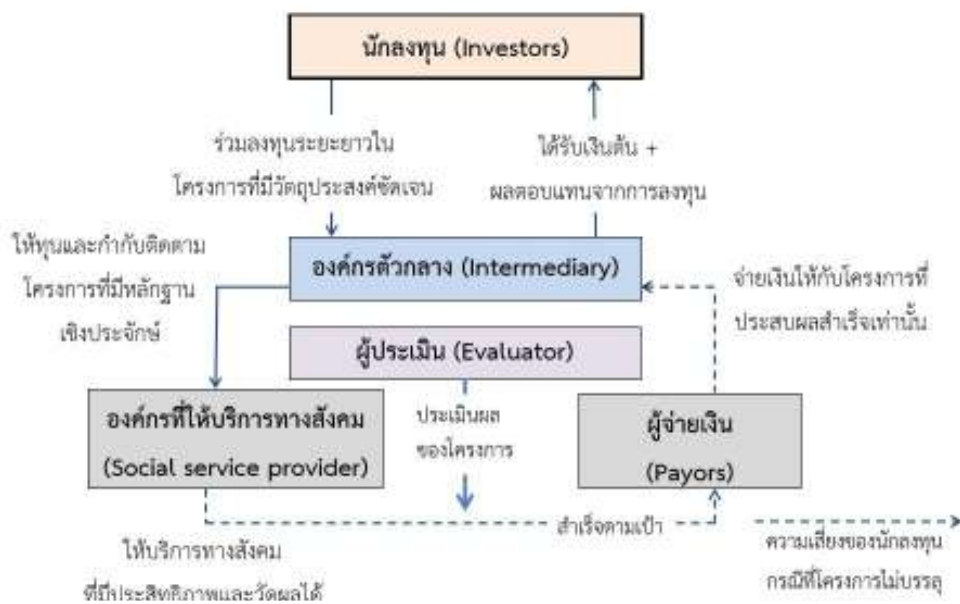 นักลงทุน (Investors)
ร่วมลงทุนระยะยาวใน
โครงการที่มีวัตถุประสงค์ชัดเจน
ได้รับเงินต้น +
ผลตอบแทนจากการลงทุน
ให้ทุนและกำกับติดตาม
โครงการที่มีหลักฐาน
เชิงประจักษ์
องค์กรตัวกลาง (Intermediary)
จ่ายเงินให้กับโครงการที่
ประสบผลสำเร็จเท่านั้น
ผู้ประเมิน (Evaluator)
องค์กรที่ให้บริการทางสังคม
(Social service provider)
ประเมินผล
ของโครงการ
ผู้จ่ายเงิน
(Payors)
สำเร็จตามเป้า
ให้บริการทางสังคม
ที่มีประสิทธิภาพและวัดผลได้
ความเสี่ยงของนักลงทุน
กรณีที่โครงการไม่บรรลุ